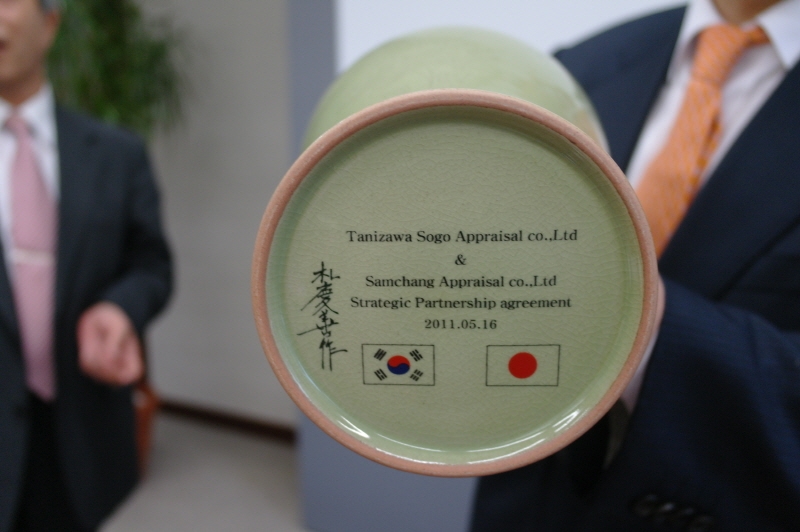 Tanizawa Sogo Appraisal co.,Ltd
&
Samchang Appraisal co.,Ltd
Strategic Partnership agreement
2011.05.16